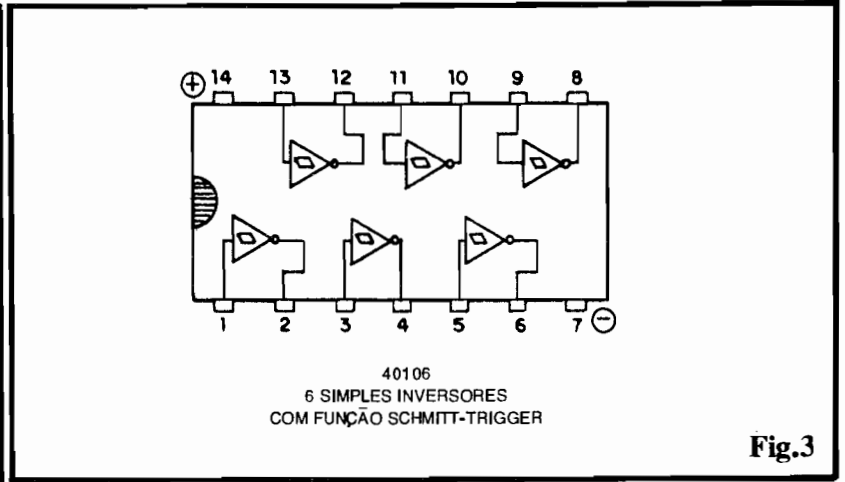 14 13 12 11 10 9 8
1 2 3 4 5 6 7
40106
6 SIMPLES INVERSORES
COM FUNÇÃO SCHMITT-TRIGGER
Fig.3